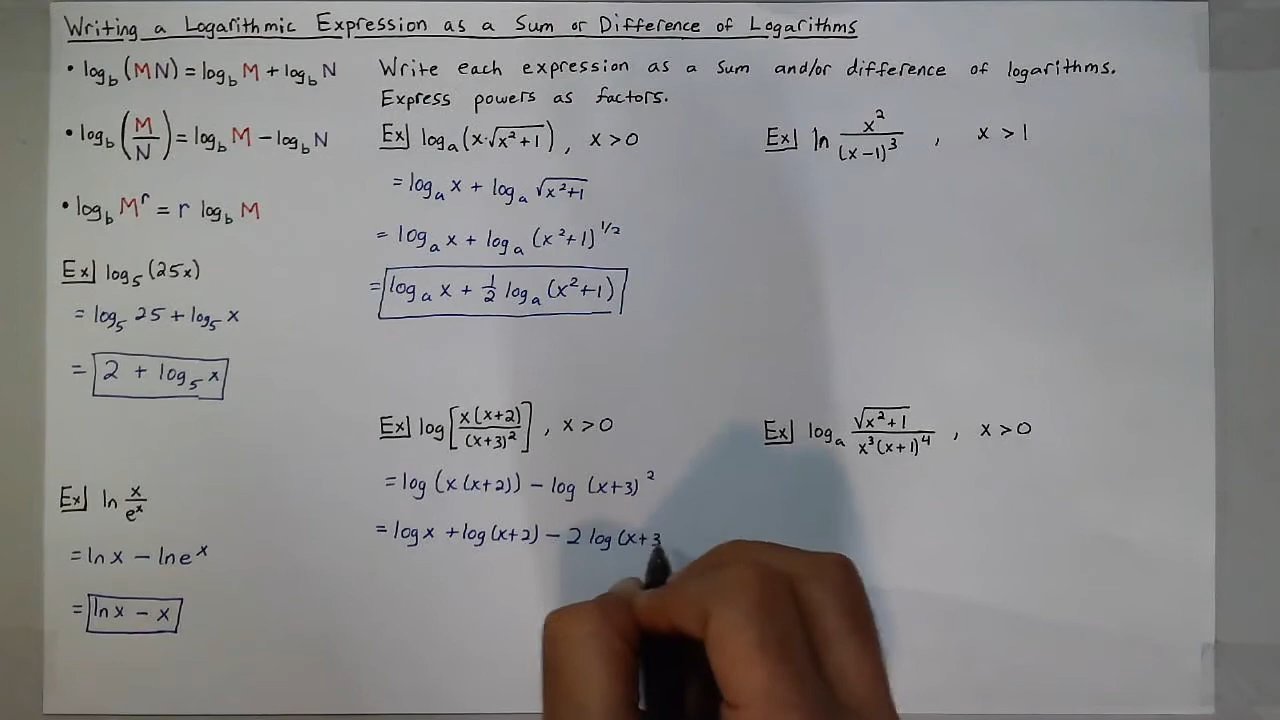 Writing a Logarithmic Expression as a Sum or Difference of Logarithms
• log_b (MN) = log_b M + log_b N
• log_b (M/N) = log_b M − log_b N
• log_b M^r = r log_b M
Ex] log_5 (25x)
= log_5 25 + log_5 x
= 2 + log_5 x
Ex] ln x/e^x
= ln x − ln e^x
= ln x − x
Write each expression as a sum and/or difference of logarithms.
Express powers as factors.
Ex] log_a (x·√(x²+1)), x > 0
= log_a x + log_a √(x²+1)
= log_a x + log_a (x²+1)^(1/2)
= log_a x + 1/2 log_a (x²+1)
Ex] log [x(x+2)/(x+3)²], x > 0
= log (x(x+2)) − log (x+3)²
= log x + log (x+2) − 2 log (x+3
Ex] ln x²/(x−1)³, x > 1
Ex] log_a √(x²+1)/x³(x+1)⁴, x > 0